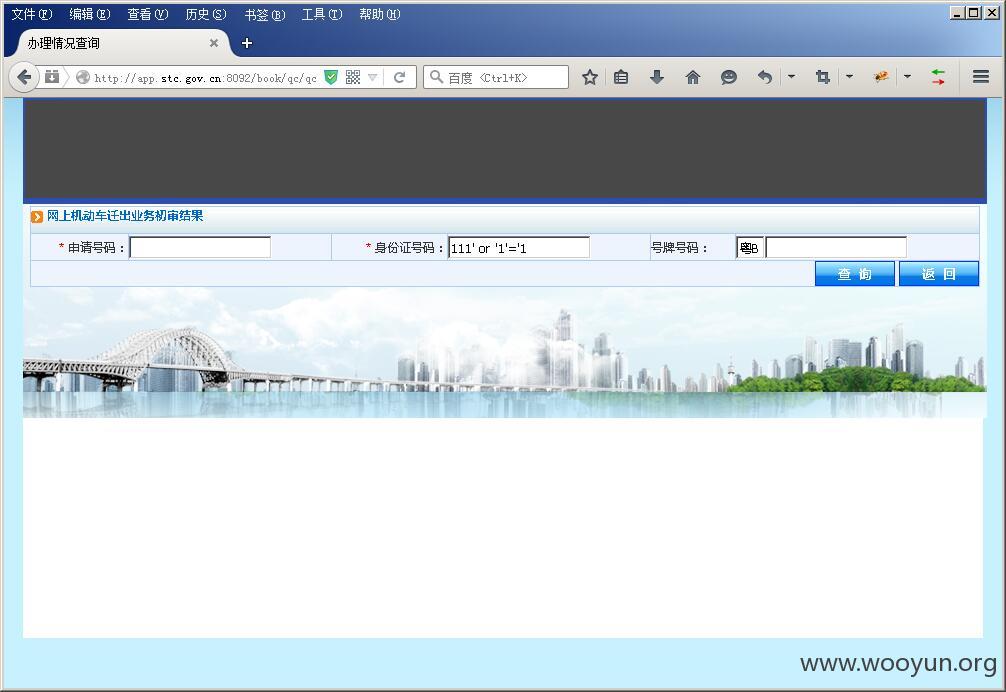 文件(F) 编辑(E) 查看(V) 历史(S) 书签(B) 工具(T) 帮助(H)
办理情况查询
http://app.stc.gov.cn:8092/book/qc/qc 百度 <Ctrl+K>
网上机动车迁出业务初审结果
* 申请号码： * 身份证号码： 111' or '1'='1 号牌号码： 粤B
查 询 返 回
www.wooyun.org